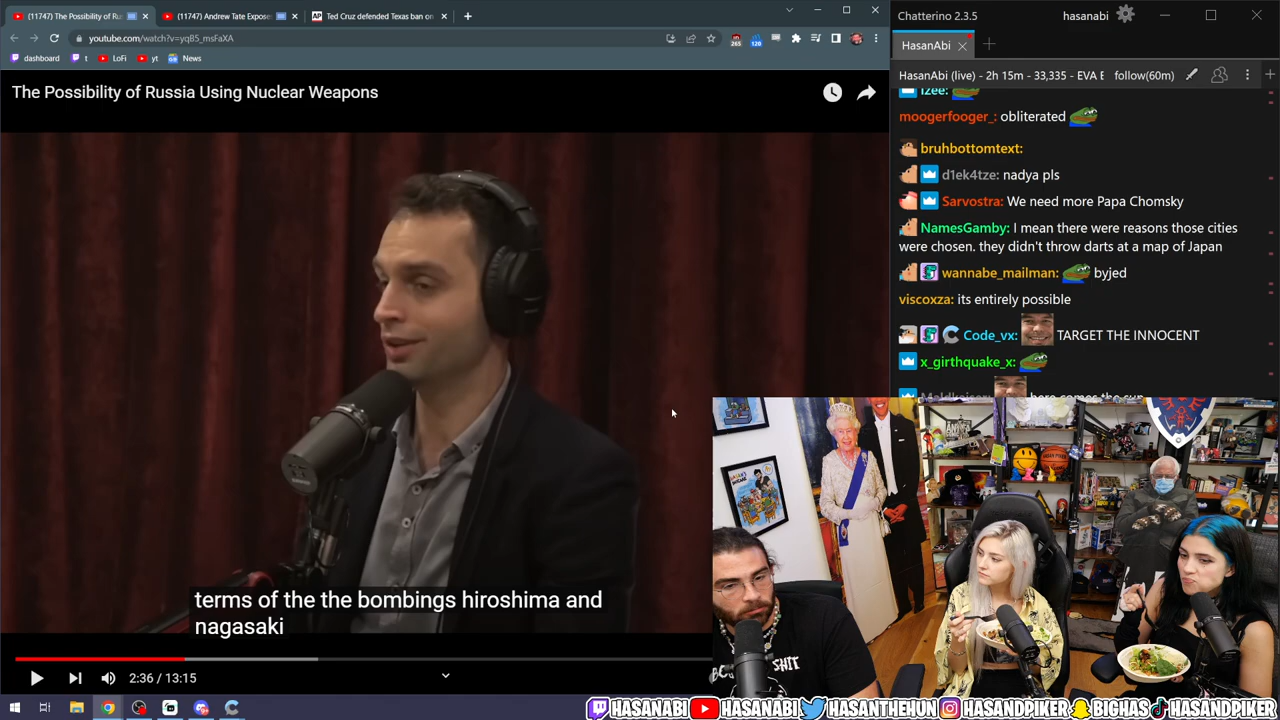 (11747) The Possibility of Ru
(11747) Andrew Tate Expose
AP Ted Cruz defended Texas ban on
youtube.com/watch?v=yqB5_msFaXA
265
120
dashboard
t
LoFi
yt
News
The Possibility of Russia Using Nuclear Weapons
terms of the the bombings hiroshima and
nagasaki
2:36 / 13:15
Chatterino 2.3.5
hasanabi
HasanAbi
HasanAbi (live) - 2h 15m - 33,335 - EVA E
follow(60m)
moogerfooger_: obliterated
bruhbottomtext:
d1ek4tze: nadya pls
Sarvostra: We need more Papa Chomsky
NamesGamby: I mean there were reasons those cities
were chosen. they didn't throw darts at a map of Japan
wannabe_mailman: byjed
viscoxza: its entirely possible
Code_vx: TARGET THE INNOCENT
x_girthquake_x:
SHIT
HASANABI
HASANABI
HASANTHEHUN
HASANDPIKER
BIGHAS
HASANDPIKER